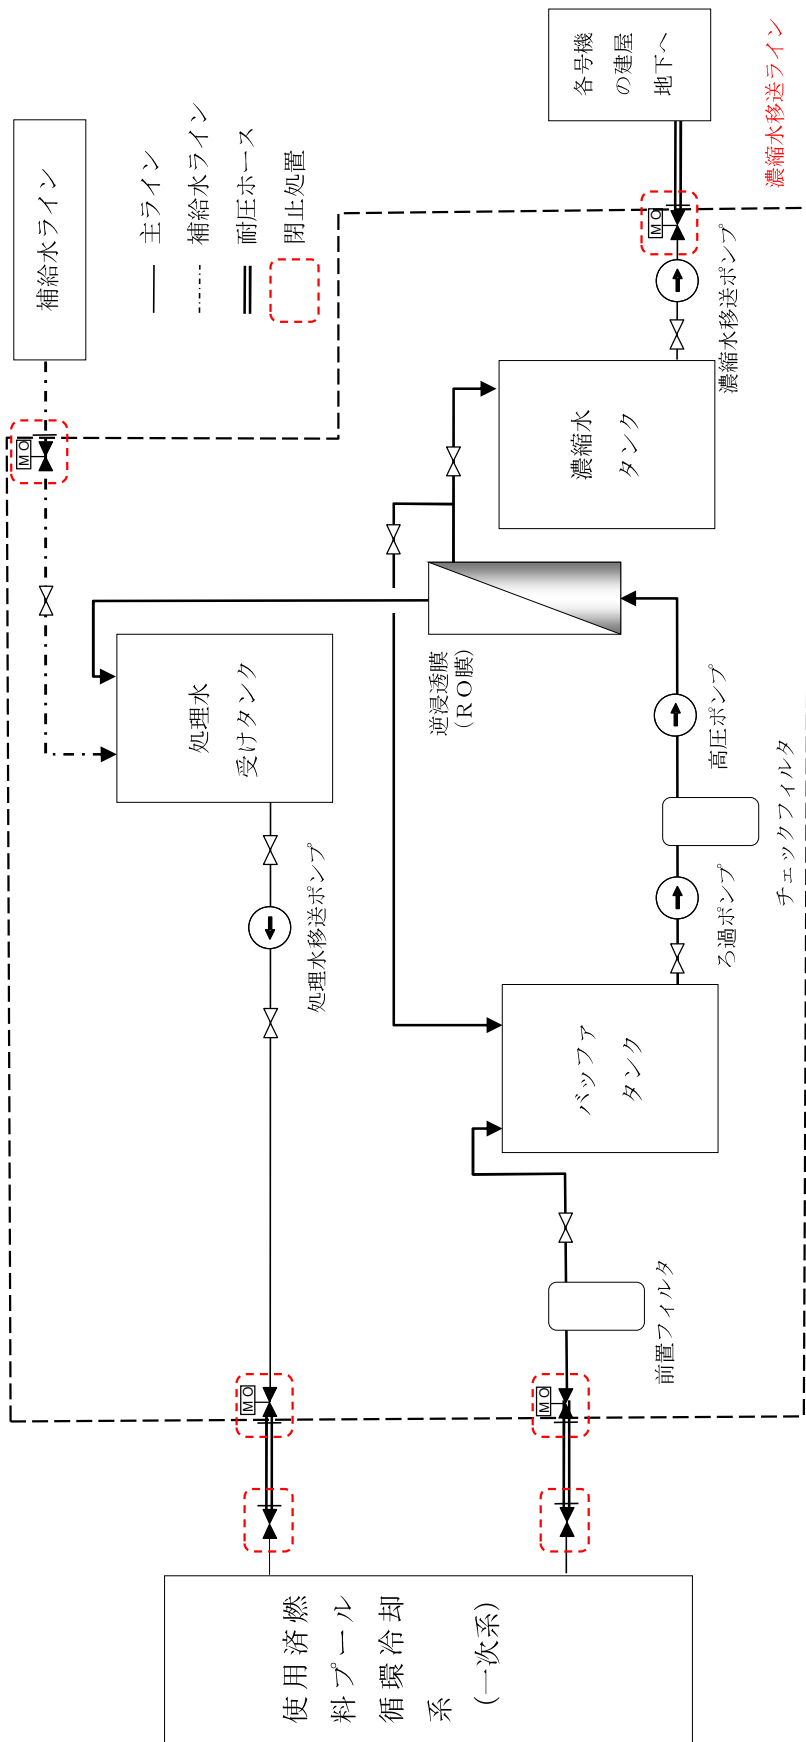 補給水ライン
主ライン
補給水ライン
耐圧ホース
閉止処置
各号機
の建屋
地下へ
濃縮水移送ライン
MO
MO
濃縮水移送ポンプ
濃縮水
タンク
処理水
受けタンク
逆浸透膜
(RO膜)
高圧ポンプ
チェックフィルタ
ろ過ポンプ
処理水移送ポンプ
バッファ
タンク
前置フィルタ
MO
MO
使用済燃
料プール
循環冷却
系
(一次系)